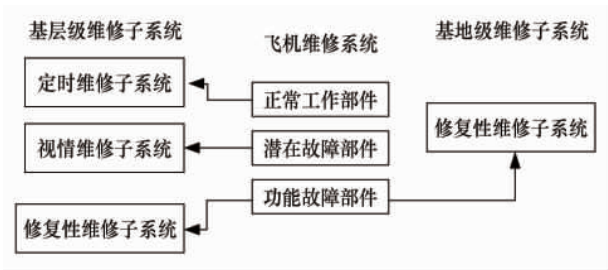 基层级维修子系统
飞机维修系统
基地级维修子系统
定时维修子系统
正常工作部件
修复性维修子系统
视情维修子系统
潜在故障部件
功能故障部件
修复性维修子系统